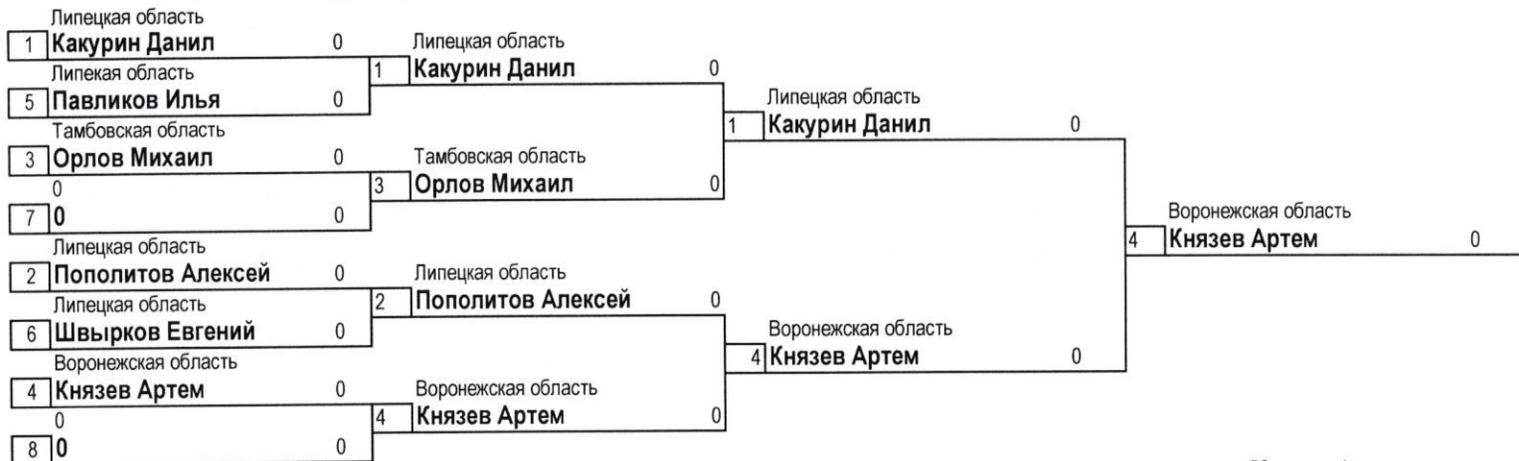 Липецкая область
1 Какурин Данил 0
Липекая область
5 Павликов Илья 0
Тамбовская область
3 Орлов Михаил 0
0
7 0 0
Липецкая область
2 Пополитов Алексей 0
Липецкая область
6 Швырков Евгений 0
Воронежская область
4 Князев Артем 0
0
8 0 0
Липецкая область
1 Какурин Данил 0
Тамбовская область
3 Орлов Михаил 0
Липецкая область
2 Пополитов Алексей 0
Воронежская область
4 Князев Артем 0
Липецкая область
1 Какурин Данил 0
Воронежская область
4 Князев Артем 0
Воронежская область
4 Князев Артем 0